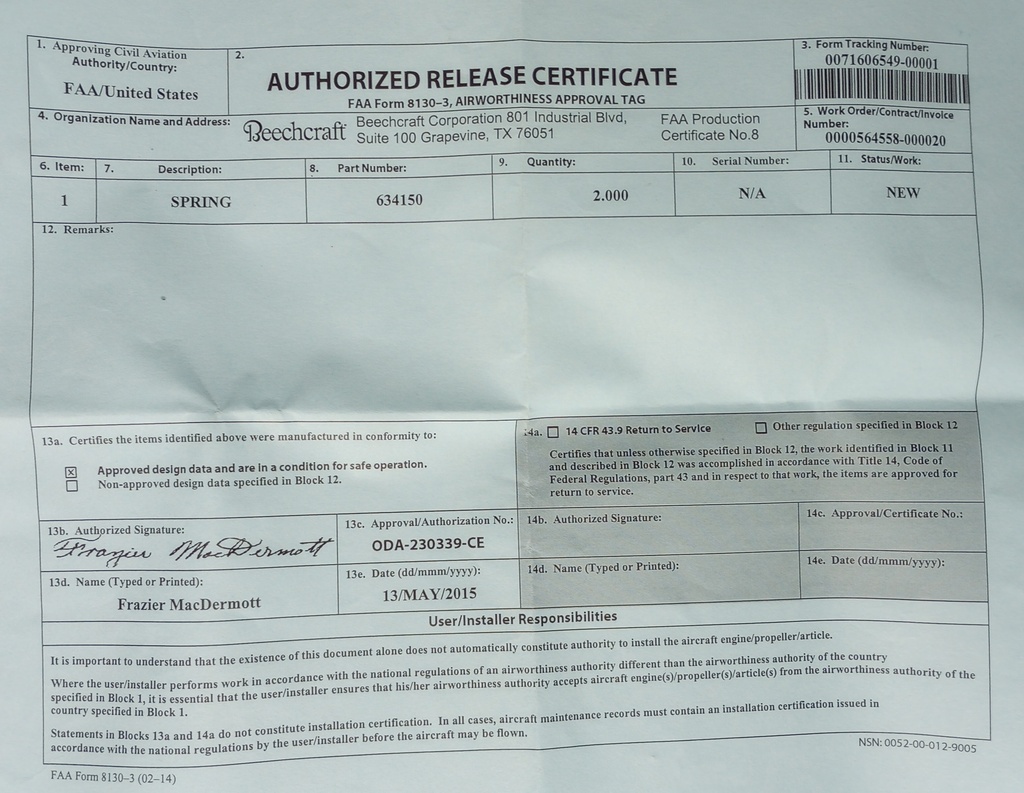 1. Approving Civil Aviation
Authority/Country:
FAA/United States
2.
AUTHORIZED RELEASE CERTIFICATE
FAA Form 8130–3, AIRWORTHINESS APPROVAL TAG
3. Form Tracking Number:
0071606549-00001
4. Organization Name and Address:
Beechcraft
Beechcraft Corporation 801 Industrial Blvd,
Suite 100 Grapevine, TX 76051
FAA Production
Certificate No.8
5. Work Order/Contract/Invoice
Number:
0000564558-000020
6. Item: 7. Description: 8. Part Number: 9. Quantity: 10. Serial Number: 11. Status/Work:
1 SPRING 634150 2.000 N/A NEW
12. Remarks:
13a. Certifies the items identified above were manufactured in conformity to:
Approved design data and are in a condition for safe operation.
Non-approved design data specified in Block 12.
14a. 14 CFR 43.9 Return to Service Other regulation specified in Block 12
Certifies that unless otherwise specified in Block 12, the work identified in Block 11
and described in Block 12 was accomplished in accordance with Title 14, Code of
Federal Regulations, part 43 and in respect to that work, the items are approved for
return to service.
13b. Authorized Signature:
Frazier MacDermott
13c. Approval/Authorization No.:
ODA-230339-CE
14b. Authorized Signature:
14c. Approval/Certificate No.:
13d. Name (Typed or Printed):
Frazier MacDermott
13e. Date (dd/mmm/yyyy):
13/MAY/2015
14d. Name (Typed or Printed):
14e. Date (dd/mmm/yyyy):
User/Installer Responsibilities
It is important to understand that the existence of this document alone does not automatically constitute authority to install the aircraft engine/propeller/article.
Where the user/installer performs work in accordance with the national regulations of an airworthiness authority different than the airworthiness authority of the country
specified in Block 1, it is essential that the user/installer ensures that his/her airworthiness authority accepts aircraft engine(s)/propeller(s)/article(s) from the airworthiness authority of the
country specified in Block 1.
Statements in Blocks 13a and 14a do not constitute installation certification. In all cases, aircraft maintenance records must contain an installation certification issued in
accordance with the national regulations by the user/installer before the aircraft may be flown.
FAA Form 8130–3 (02–14)
NSN: 0052-00-012-9005